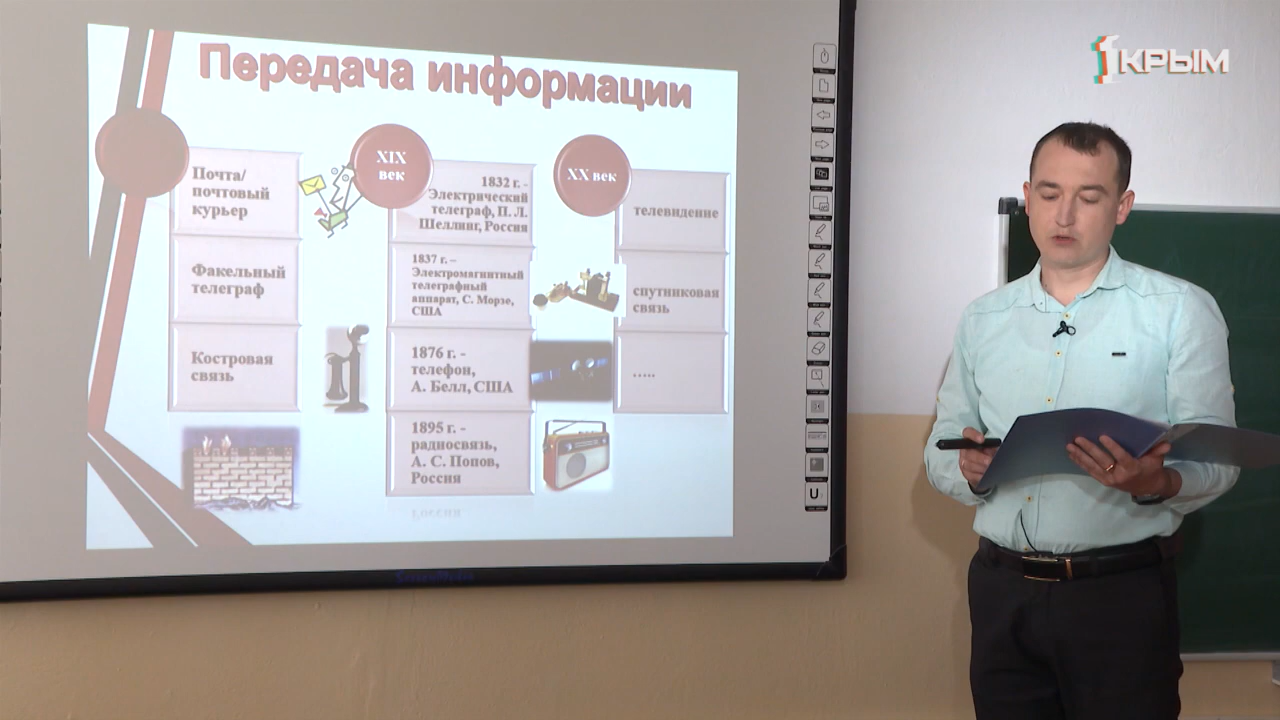 Передача информации
1КРЫМ
Почта/
почтовый
курьер
Факельный
телеграф
Костровая
связь
XIX
век
1832 г. -
Электрический
телеграф, П. Л.
Шеллинг, Россия
1837 г. –
Электромагнитный
телеграфный
аппарат, С. Морзе,
США
1876 г. -
телефон,
А. Белл, США
1895 г. -
радиосвязь,
А. С. Попов,
Россия
XX век
телевидение
спутниковая
связь
.....
U